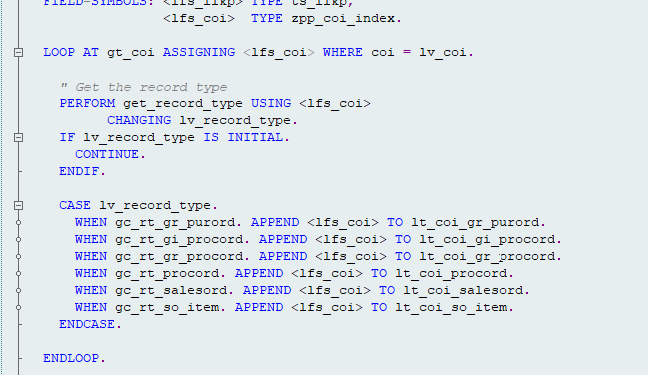 FIELD-SYMBOLS: <lfs_likp> TYPE ts_likp,
<lfs_coi> TYPE zpp_coi_index.
LOOP AT gt_coi ASSIGNING <lfs_coi> WHERE coi = lv_coi.
" Get the record type
PERFORM get_record_type USING <lfs_coi>
CHANGING lv_record_type.
IF lv_record_type IS INITIAL.
CONTINUE.
ENDIF.
CASE lv_record_type.
WHEN gc_rt_gr_purord. APPEND <lfs_coi> TO lt_coi_gr_purord.
WHEN gc_rt_gi_procord. APPEND <lfs_coi> TO lt_coi_gi_procord.
WHEN gc_rt_gr_procord. APPEND <lfs_coi> TO lt_coi_gr_procord.
WHEN gc_rt_procord. APPEND <lfs_coi> TO lt_coi_procord.
WHEN gc_rt_salesord. APPEND <lfs_coi> TO lt_coi_salesord.
WHEN gc_rt_so_item. APPEND <lfs_coi> TO lt_coi_so_item.
ENDCASE.
ENDLOOP.